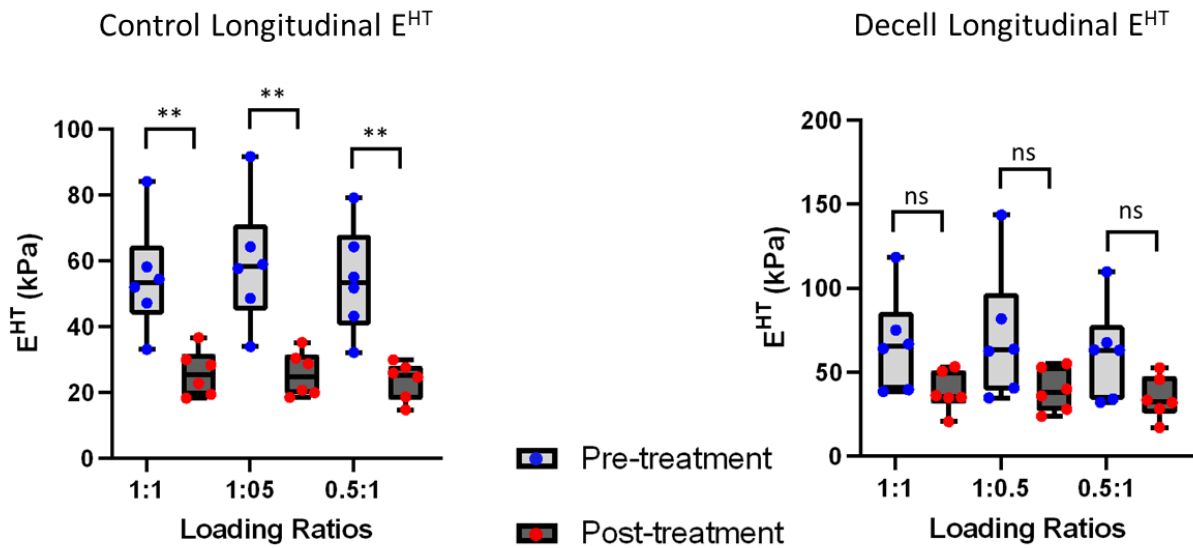 Control Longitudinal E^HT
**
**
**
100
80
60
40
20
0
E^HT (kPa)
1:1
1:05
0.5:1
Loading Ratios
Pre-treatment
Post-treatment
Decell Longitudinal E^HT
ns
ns
ns
200
150
100
50
0
E^HT (kPa)
1:1
1:0.5
0.5:1
Loading Ratios